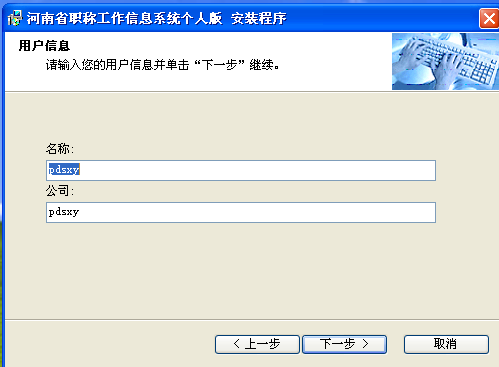 河南省职称工作信息系统个人版 安装程序
用户信息
请输入您的用户信息并单击“下一步”继续。
名称:
pdsxy
公司:
pdsxy
< 上一步 下一步 > 取消